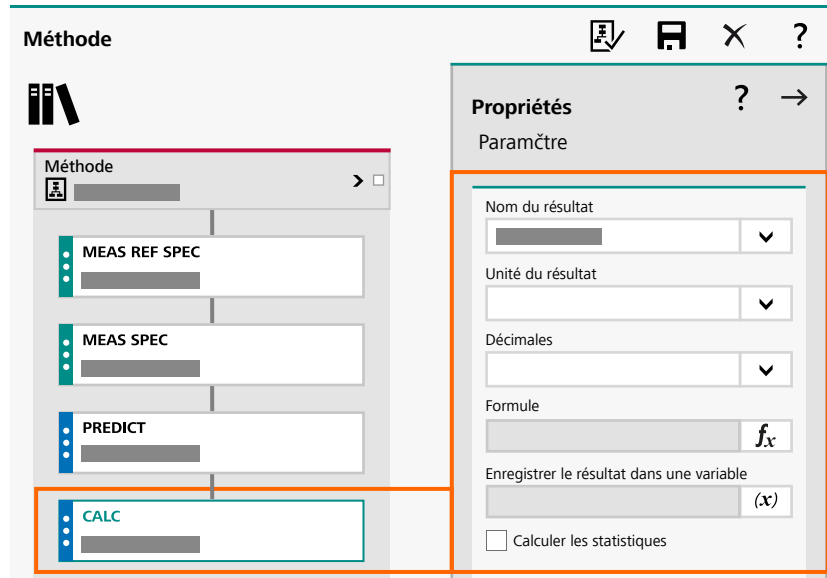 Méthode
?
Propriétés
?
Paramčtre
Méthode
MEAS REF SPEC
MEAS SPEC
PREDICT
CALC
Nom du résultat
Unité du résultat
Décimales
Formule
fx
Enregistrer le résultat dans une variable
(x)
Calculer les statistiques